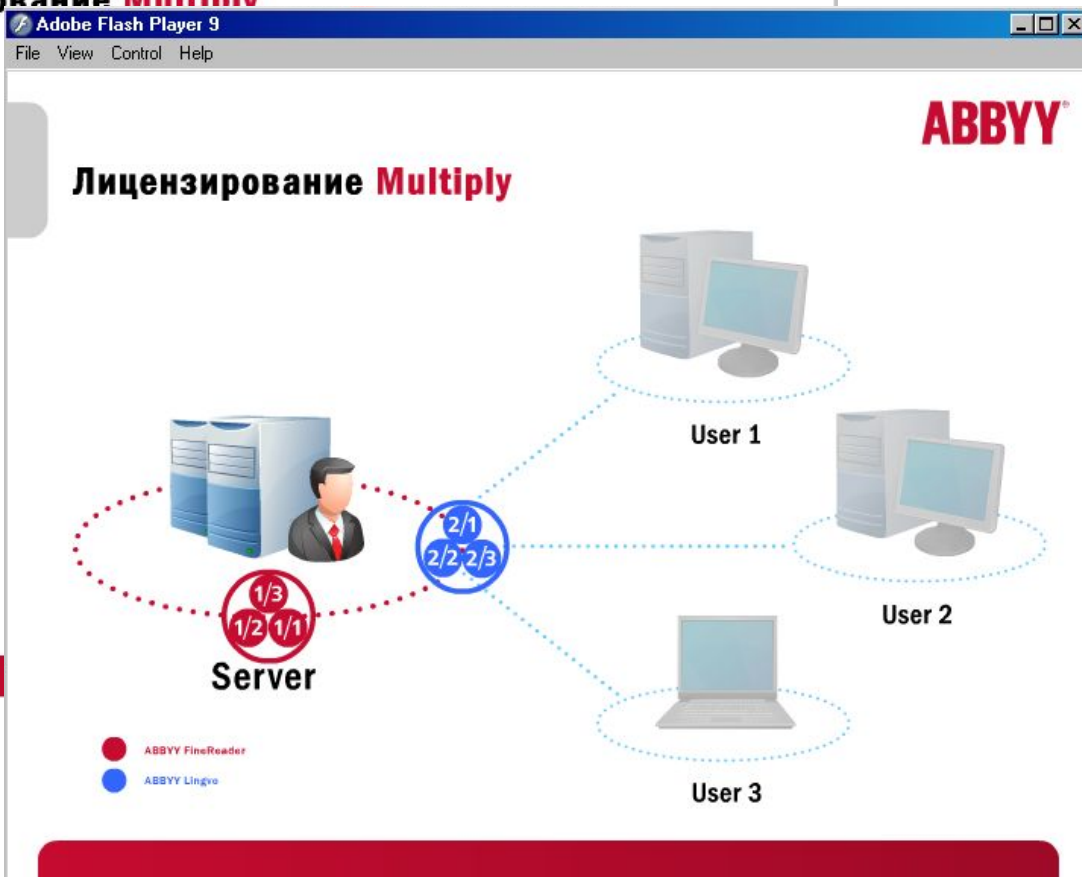 Multiply
Adobe Flash Player 9
File View Control Help
ABBYY®
Лицензирование Multiply
User 1
2/1
2/2 2/3
User 2
1/3
1/2 1/1
Server
ABBYY FineReader
ABBYY Lingvo
User 3